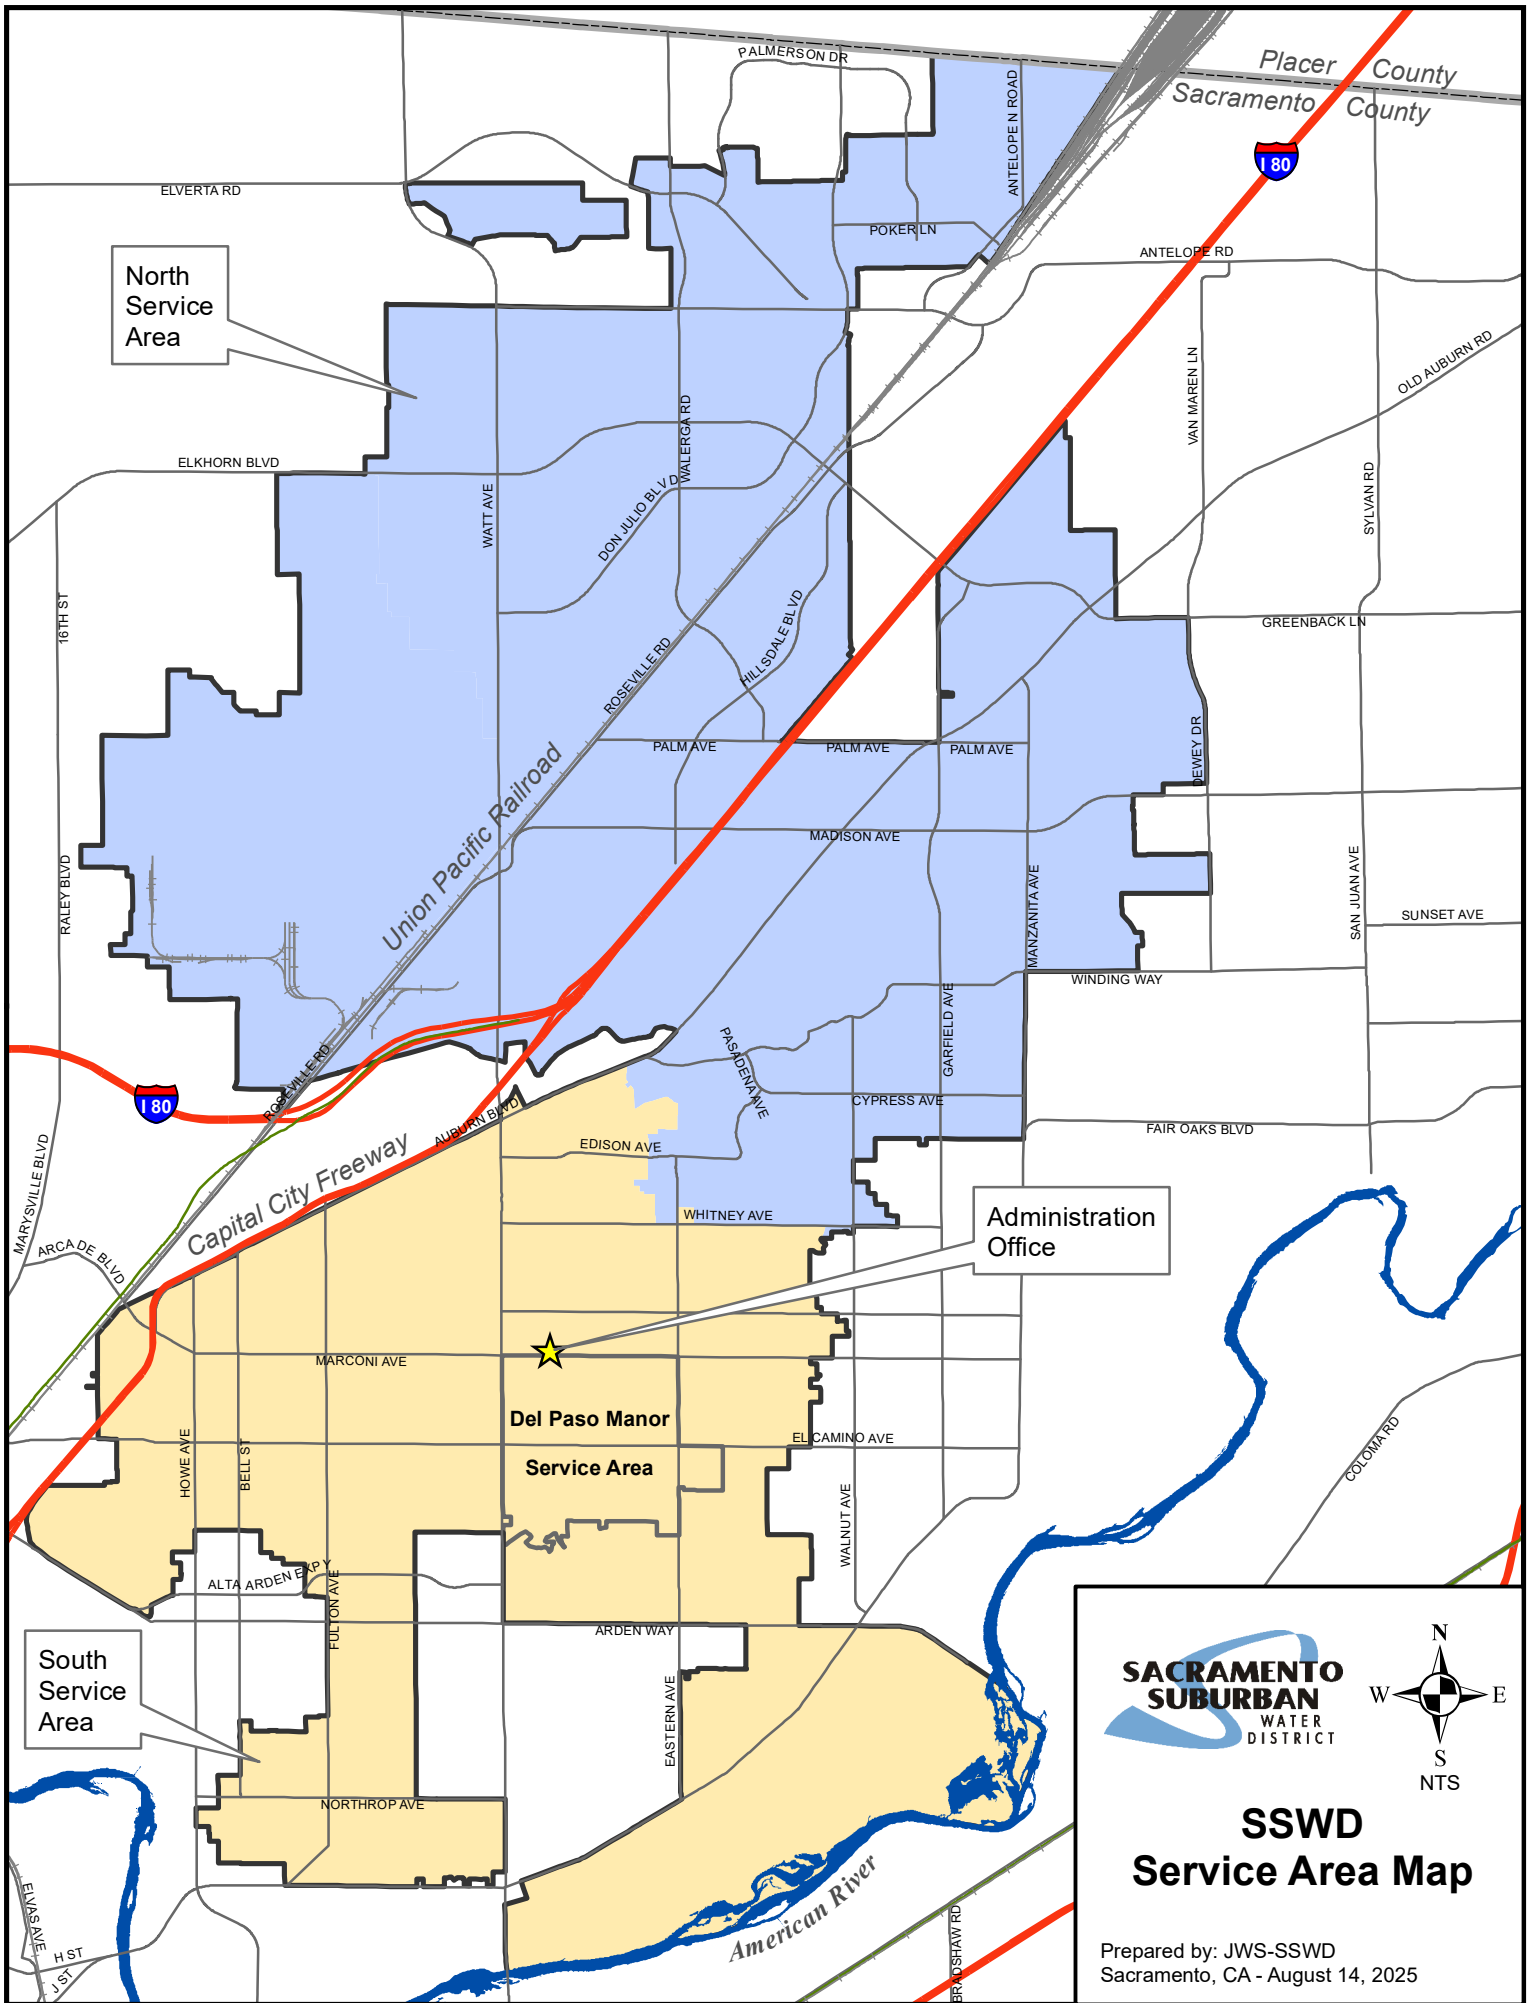 PALMERSON DR
Placer County
Sacramento County
I 80
ANTELOPE N ROAD
ELVERTA RD
POKER LN
ANTELOPE RD
North
Service
Area
VAN MAREN LN
OLD AUBURN RD
WALERGA RD
ELKHORN BLVD
WATT AVE
DON JULIO BLVD
SYLVAN RD
16TH ST
HILLSDALE BLVD
GREENBACK LN
ROSEVILLE RD
PALM AVE
PALM AVE
PALM AVE
DEWEY DR
Union Pacific Railroad
MADISON AVE
RALEY BLVD
MANZANITA AVE
SAN JUAN AVE
SUNSET AVE
WINDING WAY
GARFIELD AVE
PASADENA AVE
ROSEVILLE RD
I 80
CYPRESS AVE
AUBURN BLVD
FAIR OAKS BLVD
EDISON AVE
MARYSVILLE BLVD
Capital City Freeway
ARCADE BLVD
WHITNEY AVE
Administration
Office
MARCONI AVE
Del Paso Manor
Service Area
HOWE AVE
BELL ST
EL CAMINO AVE
COLOMA RD
WALNUT AVE
ALTA ARDEN EXPY
FULTON AVE
ARDEN WAY
South
Service
Area
EASTERN AVE
NORTHROP AVE
ELVAS AVE
H ST
J ST
American River
BRADSHAW RD
SACRAMENTO
SUBURBAN
WATER
DISTRICT
N
W E
S
NTS
SSWD
Service Area Map
Prepared by: JWS-SSWD
Sacramento, CA - August 14, 2025